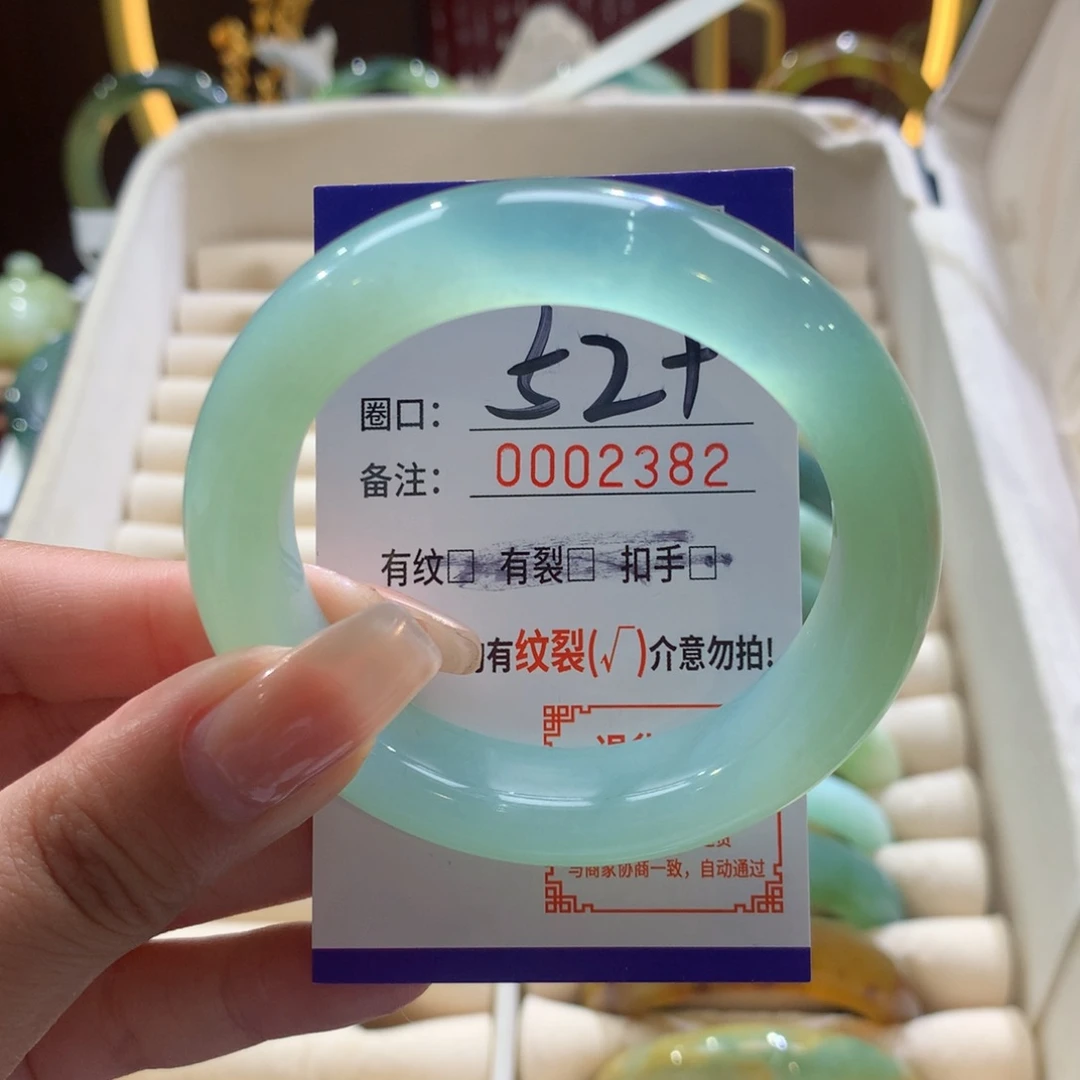 圈口： 52+
备注： 0002382
有纹□ 有裂□ 扣手□
有纹裂(√)介意勿拍!
与商家协商一致，自动通过